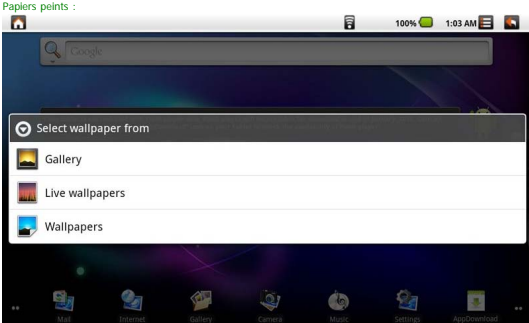 Papiers peints :
100% 1:03 AM
Google
Select wallpaper from
Gallery
Live wallpapers
Wallpapers
Mail Internet Gallery Camera Music Settings AppDownload